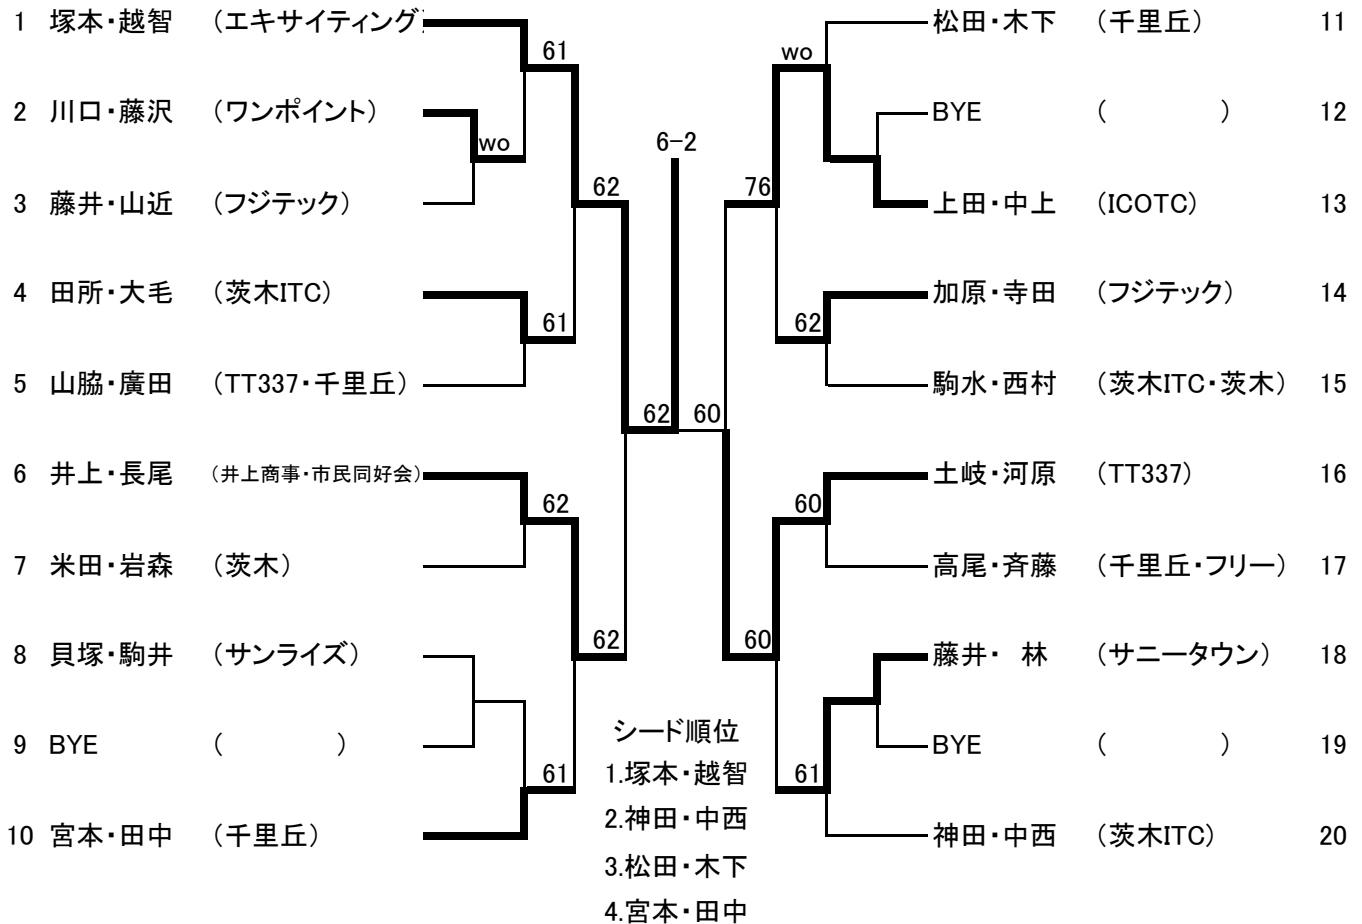 1 塚本・越智 (エキサイティング)
61
2 川口・藤沢 (ワンポイント)
wo
3 藤井・山近 (フジテック)
62
4 田所・大毛 (茨木ITC)
61
5 山脇・廣田 (TT337・千里丘)
62
6 井上・長尾 (井上商事・市民同好会)
62
7 米田・岩森 (茨木)
62
8 貝塚・駒井 (サンライズ)
9 BYE ( )
61
10 宮本・田中 (千里丘)
6-2
松田・木下 (千里丘) 11
wo
BYE ( ) 12
76
上田・中上 (ICOTC) 13
加原・寺田 (フジテック) 14
62
駒水・西村 (茨木ITC・茨木) 15
60
土岐・河原 (TT337) 16
60
高尾・斉藤 (千里丘・フリー) 17
60
藤井・ 林 (サニータウン) 18
BYE ( ) 19
61
神田・中西 (茨木ITC) 20
シード順位
1.塚本・越智
2.神田・中西
3.松田・木下
4.宮本・田中